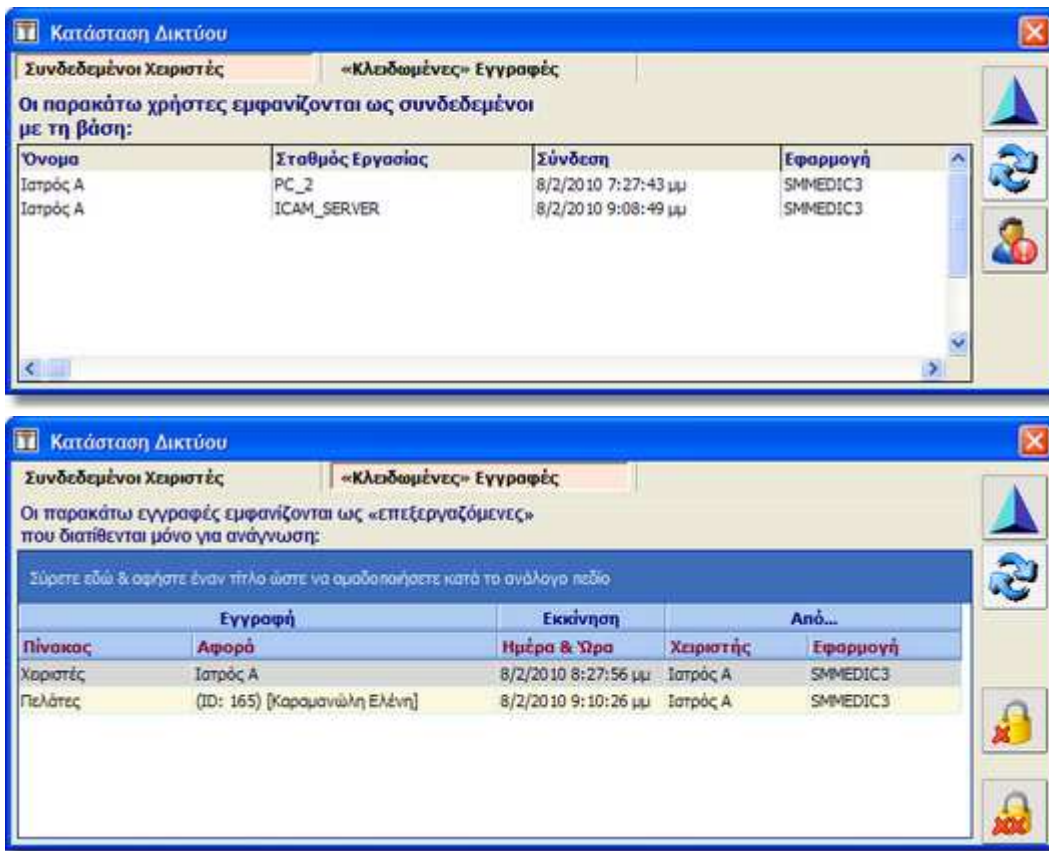 Κατάσταση Δικτύου
Συνδεδεμένοι Χειριστές «Κλειδωμένες» Εγγραφές
Οι παρακάτω χρήστες εμφανίζονται ως συνδεδεμένοι
με τη βάση:
Όνομα Σταθμός Εργασίας Σύνδεση Εφαρμογή
Ιατρός Α PC_2 8/2/2010 7:27:43 μμ SMMEDIC3
Ιατρός Α ICAM_SERVER 8/2/2010 9:08:49 μμ SMMEDIC3
Κατάσταση Δικτύου
Συνδεδεμένοι Χειριστές «Κλειδωμένες» Εγγραφές
Οι παρακάτω εγγραφές εμφανίζονται ως «επεξεργαζόμενες»
που διατίθενται μόνο για ανάγνωση:
Σύρετε εδώ & αφήστε έναν τίτλο ώστε να ομαδοποιήσετε κατά το ανάλογο πεδίο
Εγγραφή Εκκίνηση Από...
Πίνακας Αφορά Ημέρα & Ώρα Χειριστής Εφαρμογή
Χειριστές Ιατρός Α 8/2/2010 8:27:56 μμ Ιατρός Α SMMEDIC3
Πελάτες (ID: 165) [Καραμανώλη Ελένη] 8/2/2010 9:10:26 μμ Ιατρός Α SMMEDIC3